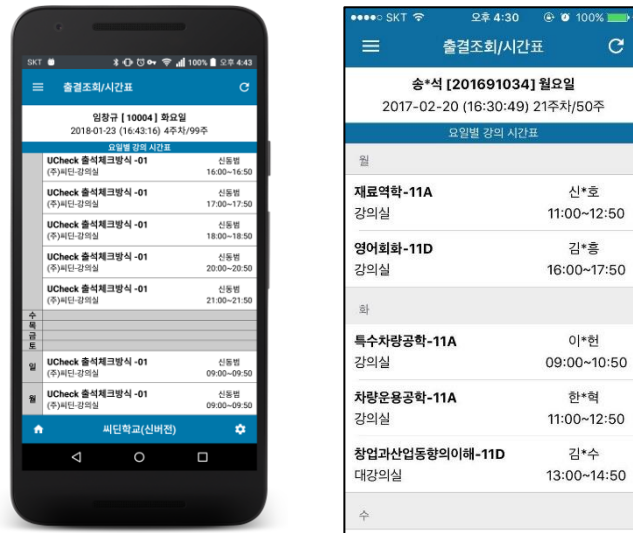 SKT 100% 오후 4:43
출결조회/시간표
임창규 [ 10004 ] 화요일
2018-01-23 (16:43:16) 4주차/99주
요일별 강의 시간표
UCheck 출석체크방식 -01 신동범
(주)씨딘-강의실 16:00~16:50
UCheck 출석체크방식 -01 신동범
(주)씨딘-강의실 17:00~17:50
UCheck 출석체크방식 -01 신동범
(주)씨딘-강의실 18:00~18:50
UCheck 출석체크방식 -01 신동범
(주)씨딘-강의실 20:00~20:50
UCheck 출석체크방식 -01 신동범
(주)씨딘-강의실 21:00~21:50
수
목
금
토
일 UCheck 출석체크방식 -01 신동범
(주)씨딘-강의실 09:00~09:50
월 UCheck 출석체크방식 -01 신동범
(주)씨딘-강의실 09:00~09:50
씨딘학교(신버전)
SKT 오후 4:30 100%
출결조회/시간표
송*석 [201691034] 월요일
2017-02-20 (16:30:49) 21주차/50주
요일별 강의 시간표
월
재료역학-11A 신*호
강의실 11:00~12:50
영어회화-11D 김*흥
강의실 16:00~17:50
화
특수차량공학-11A 이*헌
강의실 09:00~10:50
차량운용공학-11A 한*혁
강의실 11:00~12:50
창업과산업동향의이해-11D 김*수
대강의실 13:00~14:50
수